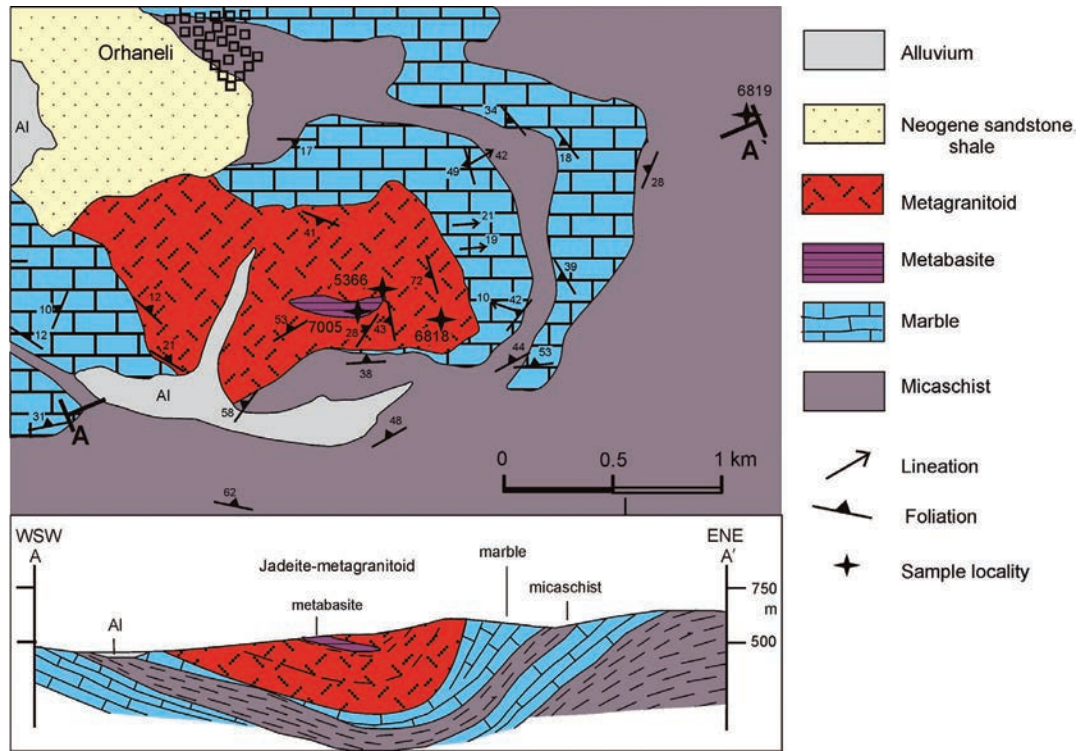 Orhaneli
Al
6819
A`
34
18
28
17
42
49
21
19
41
5366
72
39
10
42
12
10
12
53
7005
28
43
6818
21
44
53
38
Al
58
31
A
48
0 0.5 1 km
62
Alluvium
Neogene sandstone
shale
Metagranitoid
Metabasite
Marble
Micaschist
Lineation
Foliation
Sample locality
WSW
A
ENE
A'
marble
Jadeite-metagranitoid
micaschist
metabasite
Al
750
m
500